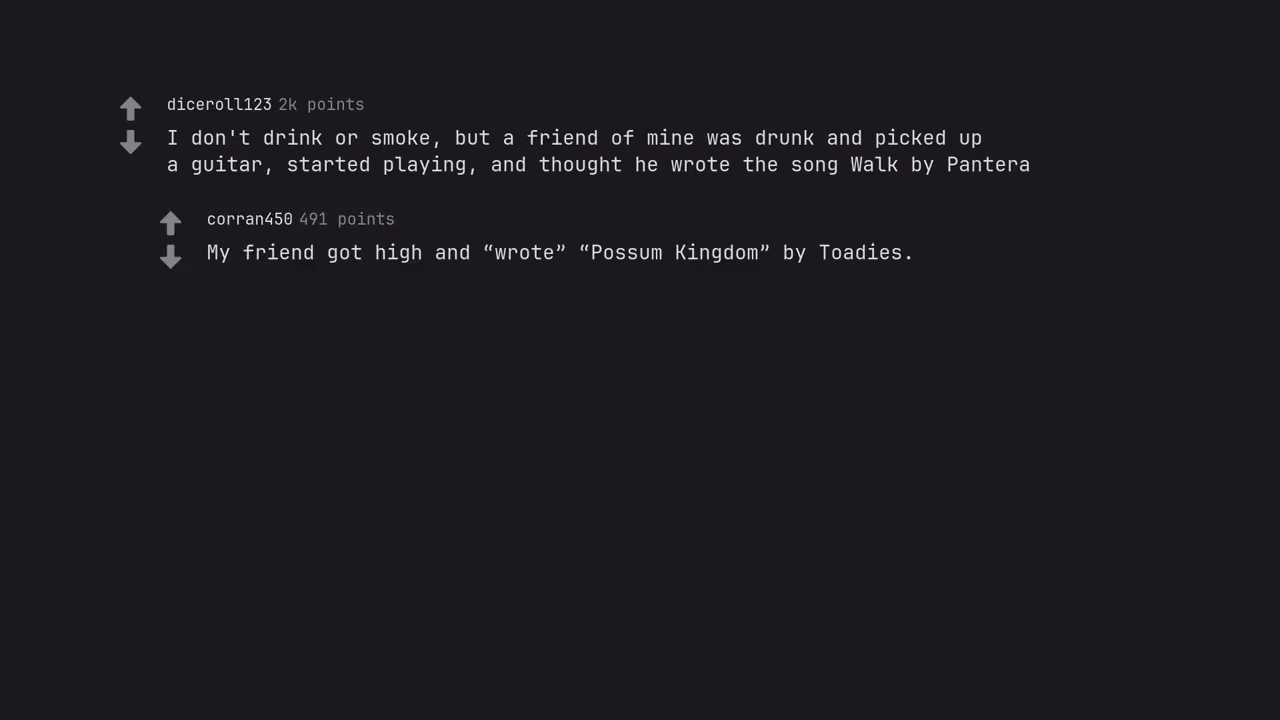 diceroll123 2k points
I don't drink or smoke, but a friend of mine was drunk and picked up
a guitar, started playing, and thought he wrote the song Walk by Pantera
corran450 491 points
My friend got high and “wrote” “Possum Kingdom” by Toadies.